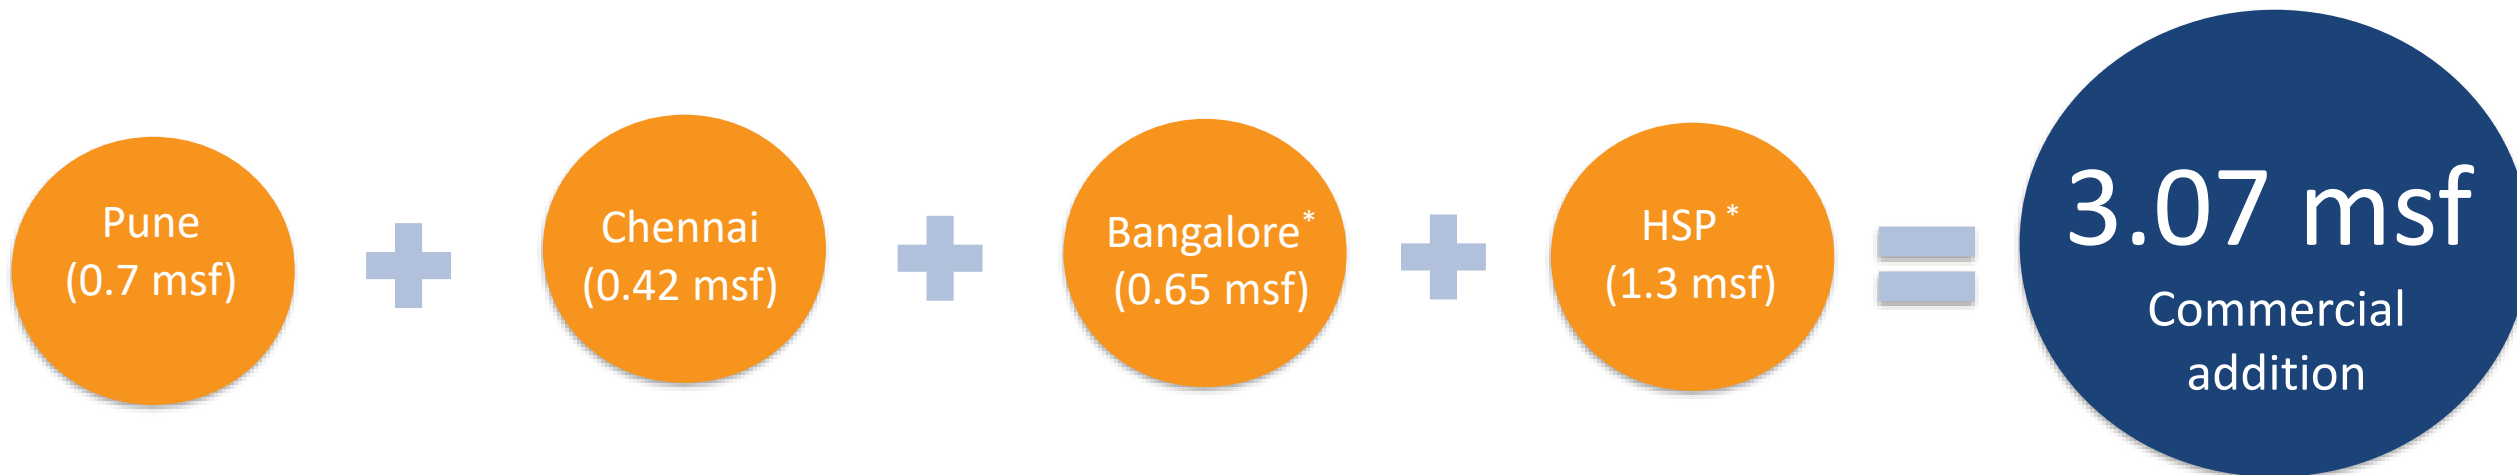 Pune
(0.7 msf)
Chennai
(0.42 msf)
Bangalore*
(0.65 msf)
HSP*
(1.3 msf)
3.07 msf
Commercial
addition